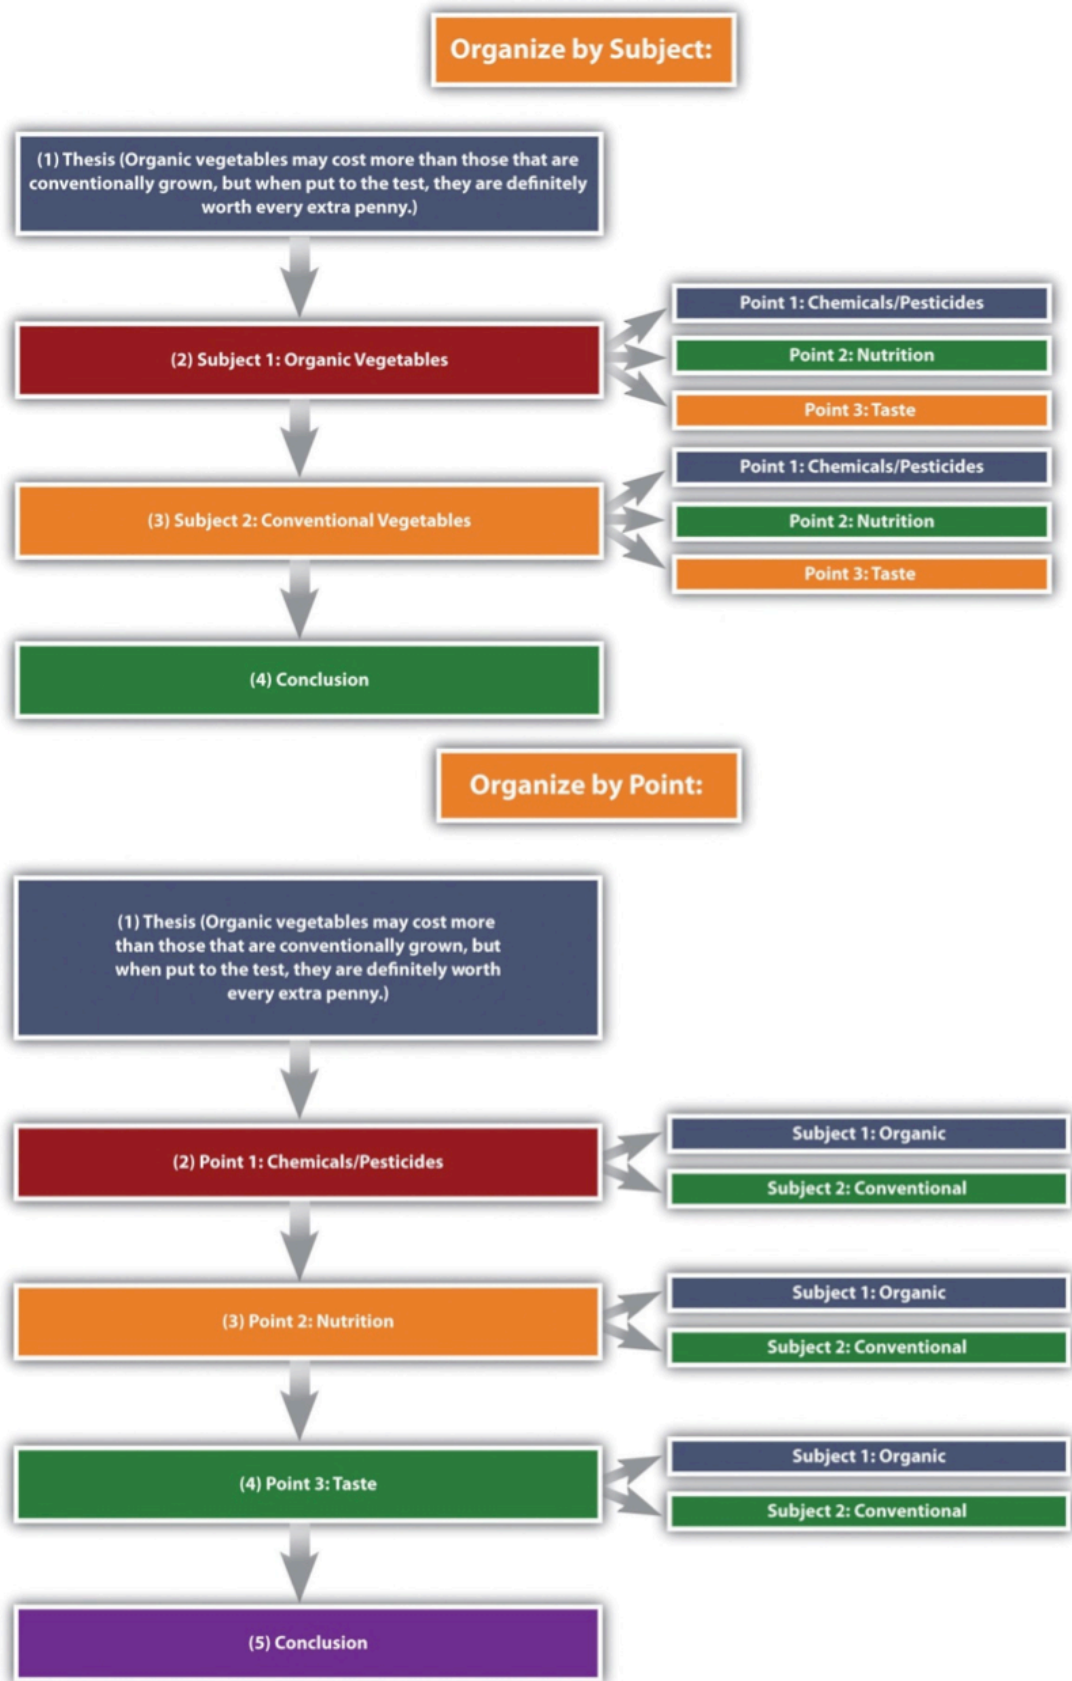 Organize by Subject:
(1) Thesis (Organic vegetables may cost more than those that are
conventionally grown, but when put to the test, they are definitely
worth every extra penny.)
(2) Subject 1: Organic Vegetables
Point 1: Chemicals/Pesticides
Point 2: Nutrition
Point 3: Taste
(3) Subject 2: Conventional Vegetables
Point 1: Chemicals/Pesticides
Point 2: Nutrition
Point 3: Taste
(4) Conclusion
Organize by Point:
(1) Thesis (Organic vegetables may cost more
than those that are conventionally grown, but
when put to the test, they are definitely worth
every extra penny.)
(2) Point 1: Chemicals/Pesticides
Subject 1: Organic
Subject 2: Conventional
(3) Point 2: Nutrition
Subject 1: Organic
Subject 2: Conventional
(4) Point 3: Taste
Subject 1: Organic
Subject 2: Conventional
(5) Conclusion